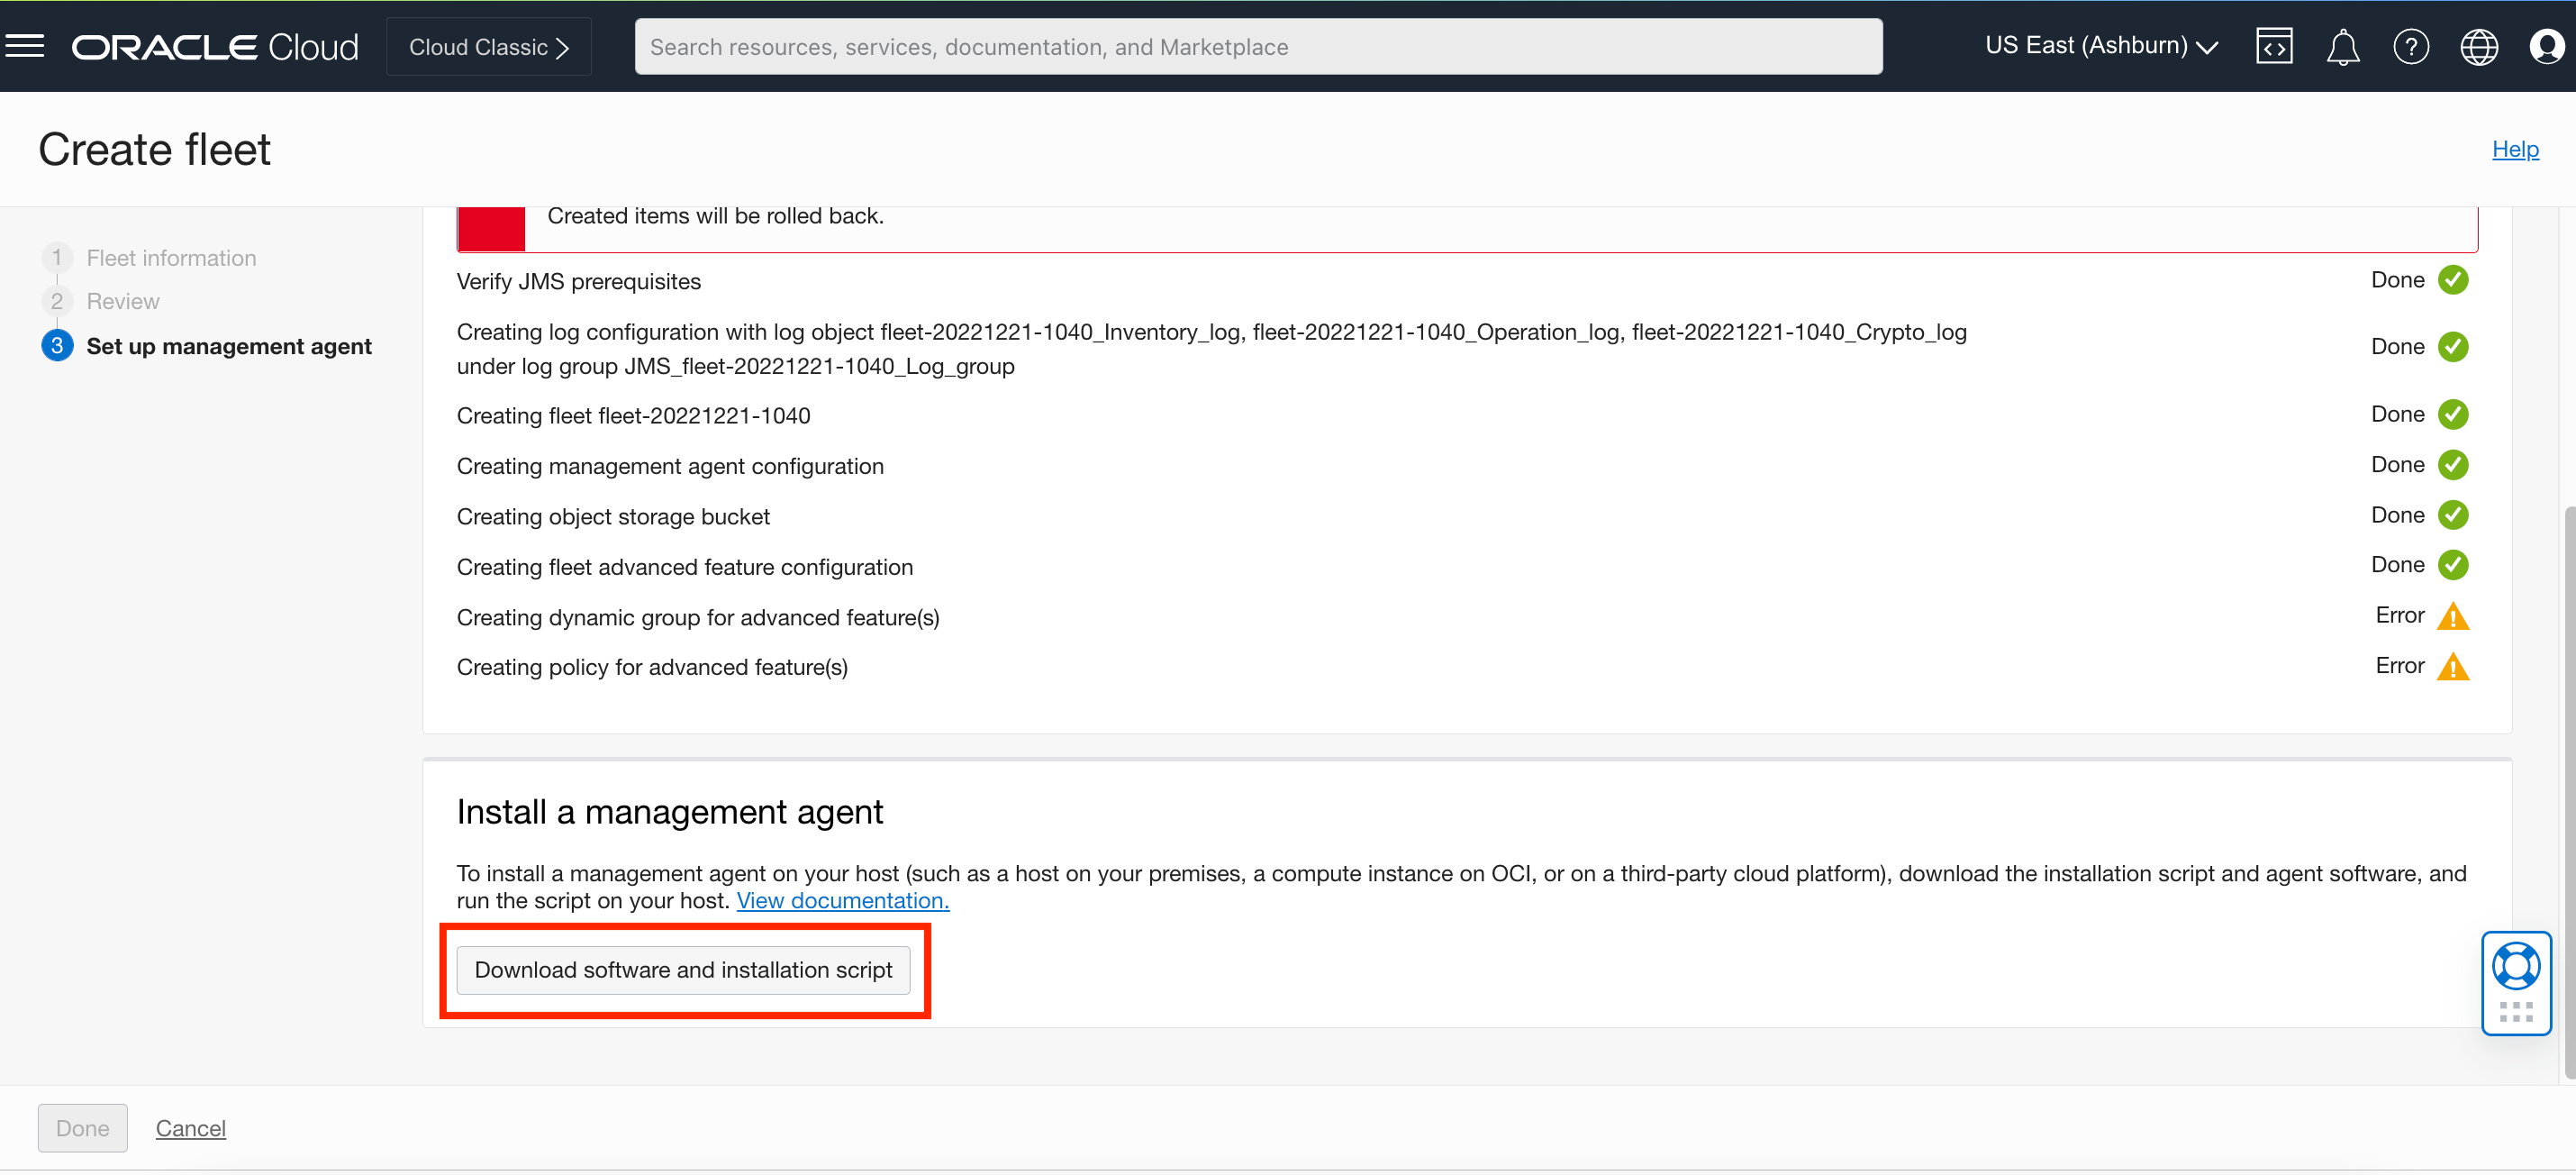 ORACLE Cloud
Cloud Classic
Search resources, services, documentation, and Marketplace
US East (Ashburn)
Create fleet
Help
1 Fleet information
2 Review
3 Set up management agent
Created items will be rolled back.
Verify JMS prerequisites Done
Creating log configuration with log object fleet-20221221-1040_Inventory_log, fleet-20221221-1040_Operation_log, fleet-20221221-1040_Crypto_log
under log group JMS_fleet-20221221-1040_Log_group Done
Creating fleet fleet-20221221-1040 Done
Creating management agent configuration Done
Creating object storage bucket Done
Creating fleet advanced feature configuration Done
Creating dynamic group for advanced feature(s) Error
Creating policy for advanced feature(s) Error
Install a management agent
To install a management agent on your host (such as a host on your premises, a compute instance on OCI, or on a third-party cloud platform), download the installation script and agent software, and
run the script on your host. View documentation.
Download software and installation script
Done Cancel